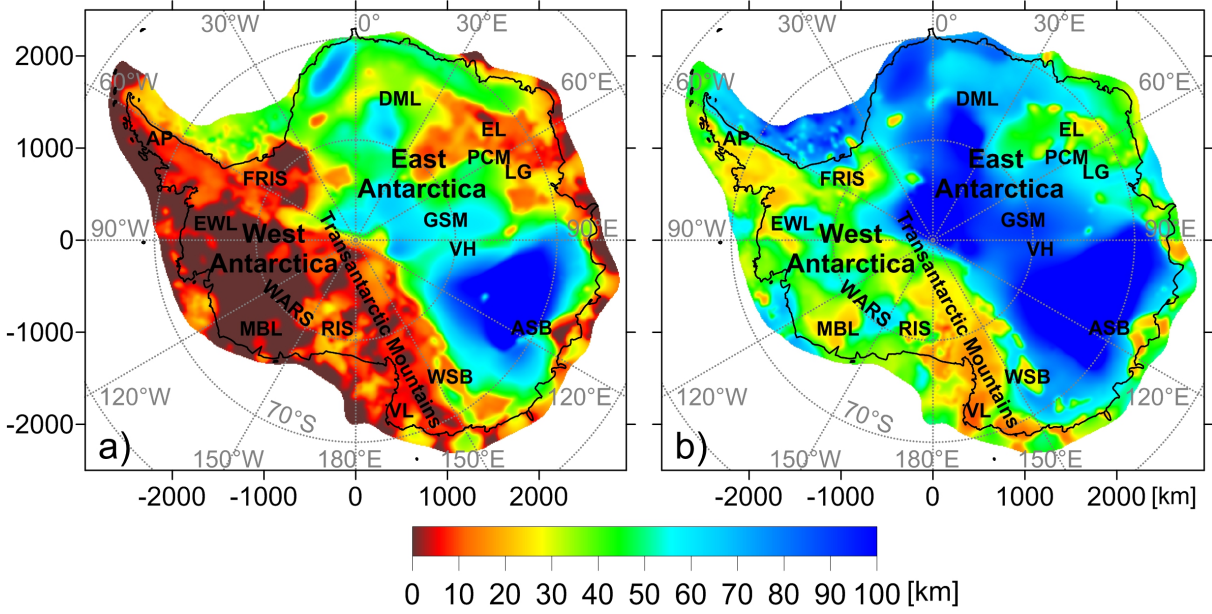 30°W 0° 30°E
60°W 60°E
90°W 90°E
120°W 120°E
150°W 180°E 150°E
70°S
2000
1000
0
-1000
-2000
DML
AP
EL
PCM
LG
FRIS
East
Antarctica
EWL
GSM
West
Antarctica
VH
Transantarctic Mountains
WARS
MBL
RIS
ASB
WSB
VL
a)
-2000 -1000 0 1000 2000
30°W 0° 30°E
60°W 60°E
90°W 90°E
120°W 120°E
150°W 180°E 150°E
70°S
DML
AP
EL
PCM
LG
FRIS
East
Antarctica
EWL
GSM
West
Antarctica
VH
Transantarctic Mountains
WARS
MBL
RIS
ASB
WSB
VL
b)
-2000 -1000 0 1000 2000 [km]
0 10 20 30 40 50 60 70 80 90 100 [km]